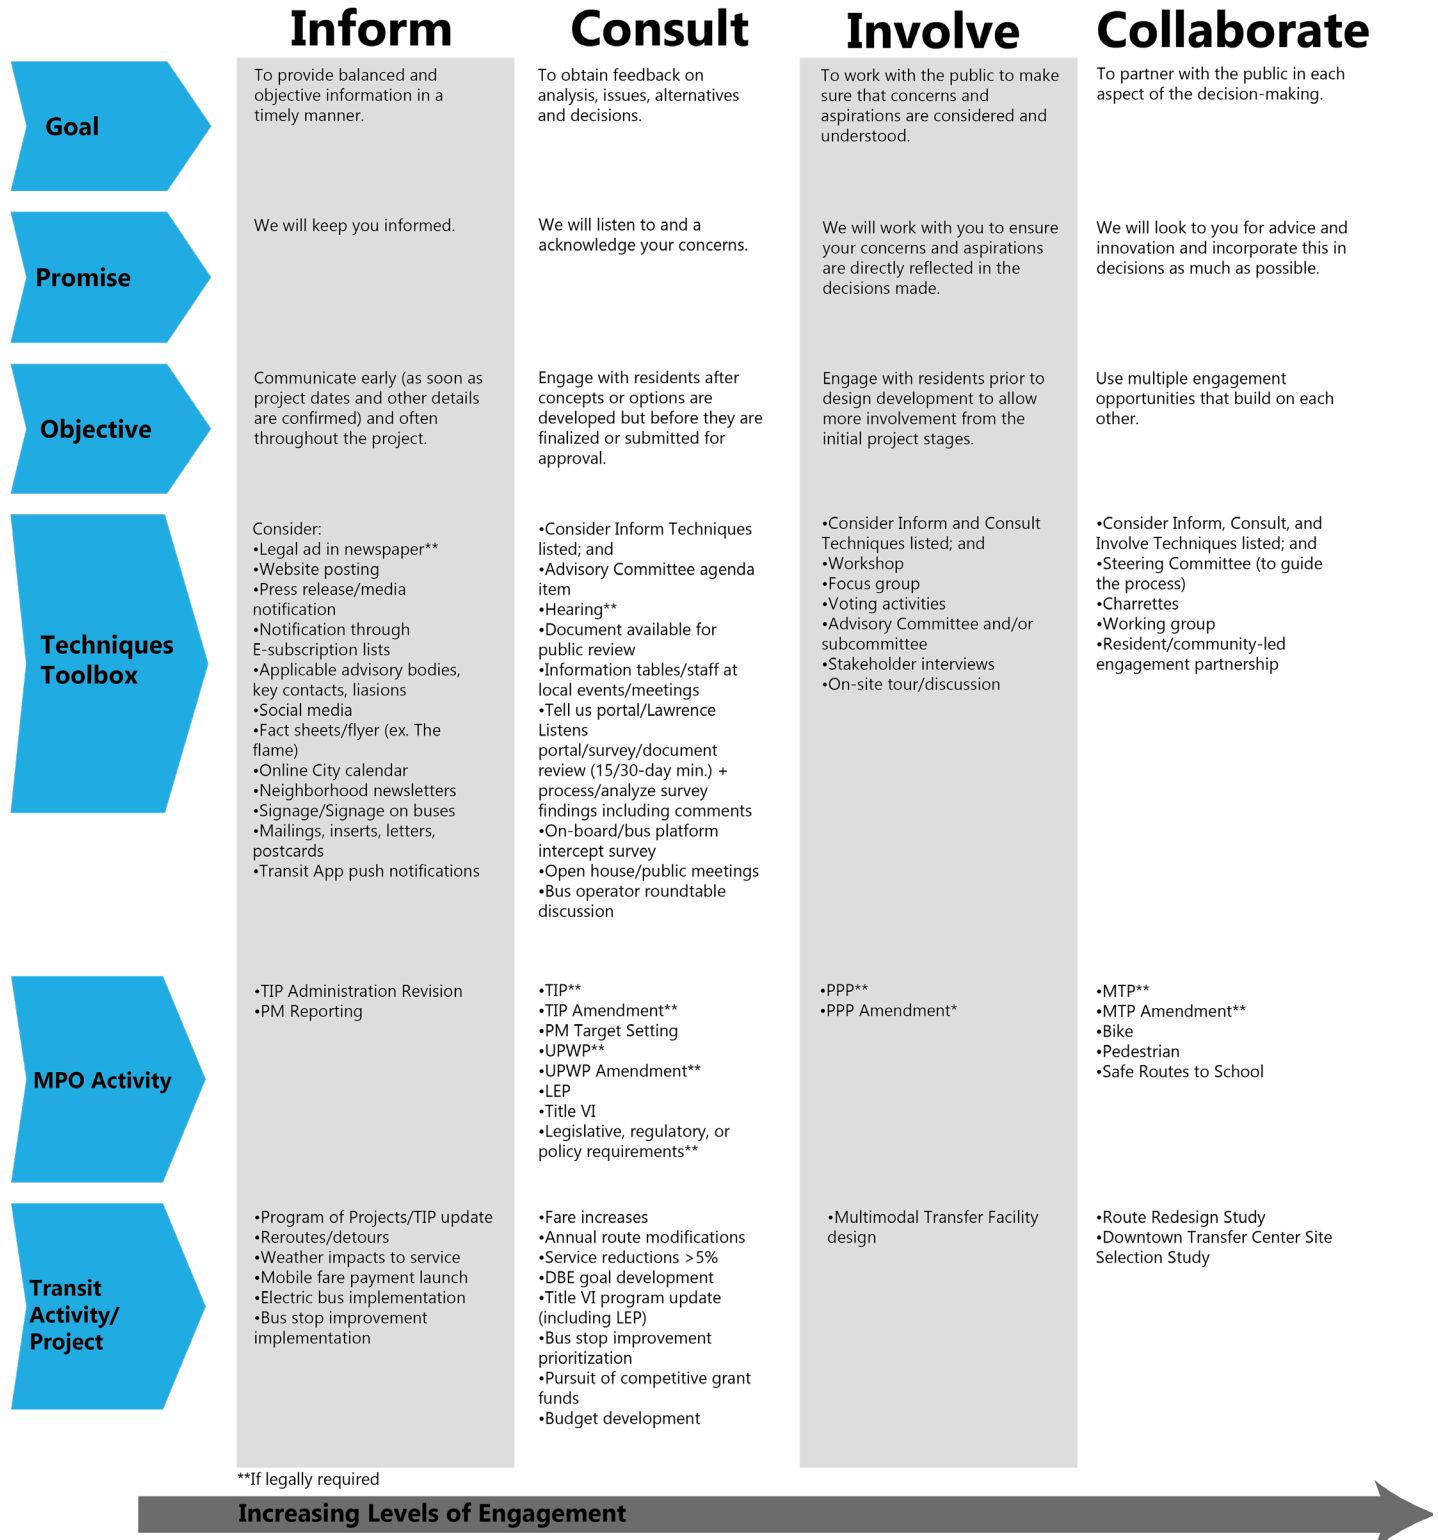 Inform
Consult
Involve
Collaborate
Goal
To provide balanced and
objective information in a
timely manner.
To obtain feedback on
analysis, issues, alternatives
and decisions.
To work with the public to make
sure that concerns and
aspirations are considered and
understood.
To partner with the public in each
aspect of the decision-making.
Promise
We will keep you informed.
We will listen to and a
acknowledge your concerns.
We will work with you to ensure
your concerns and aspirations
are directly reflected in the
decisions made.
We will look to you for advice and
innovation and incorporate this in
decisions as much as possible.
Objective
Communicate early (as soon as
project dates and other details
are confirmed) and often
throughout the project.
Engage with residents after
concepts or options are
developed but before they are
finalized or submitted for
approval.
Engage with residents prior to
design development to allow
more involvement from the
initial project stages.
Use multiple engagement
opportunities that build on each
other.
Techniques
Toolbox
Consider:
•Legal ad in newspaper**
•Website posting
•Press release/media
notification
•Notification through
E-subscription lists
•Applicable advisory bodies,
key contacts, liasions
•Social media
•Fact sheets/flyer (ex. The
flame)
•Online City calendar
•Neighborhood newsletters
•Signage/Signage on buses
•Mailings, inserts, letters,
postcards
•Transit App push notifications
•Consider Inform Techniques
listed; and
•Advisory Committee agenda
item
•Hearing**
•Document available for
public review
•Information tables/staff at
local events/meetings
•Tell us portal/Lawrence
Listens
portal/survey/document
review (15/30-day min.) +
process/analyze survey
findings including comments
•On-board/bus platform
intercept survey
•Open house/public meetings
•Bus operator roundtable
discussion
•Consider Inform and Consult
Techniques listed; and
•Workshop
•Focus group
•Voting activities
•Advisory Committee and/or
subcommittee
•Stakeholder interviews
•On-site tour/discussion
•Consider Inform, Consult, and
Involve Techniques listed; and
•Steering Committee (to guide
the process)
•Charrettes
•Working group
•Resident/community-led
engagement partnership
MPO Activity
•TIP Administration Revision
•PM Reporting
•TIP**
•TIP Amendment**
•PM Target Setting
•UPWP**
•UPWP Amendment**
•LEP
•Title VI
•Legislative, regulatory, or
policy requirements**
•PPP**
•PPP Amendment*
•MTP**
•MTP Amendment**
•Bike
•Pedestrian
•Safe Routes to School
Transit
Activity/
Project
•Program of Projects/TIP update
•Reroutes/detours
•Weather impacts to service
•Mobile fare payment launch
•Electric bus implementation
•Bus stop improvement
implementation
•Fare increases
•Annual route modifications
•Service reductions >5%
•DBE goal development
•Title VI program update
(including LEP)
•Bus stop improvement
prioritization
•Pursuit of competitive grant
funds
•Budget development
•Multimodal Transfer Facility
design
•Route Redesign Study
•Downtown Transfer Center Site
Selection Study
**If legally required
Increasing Levels of Engagement